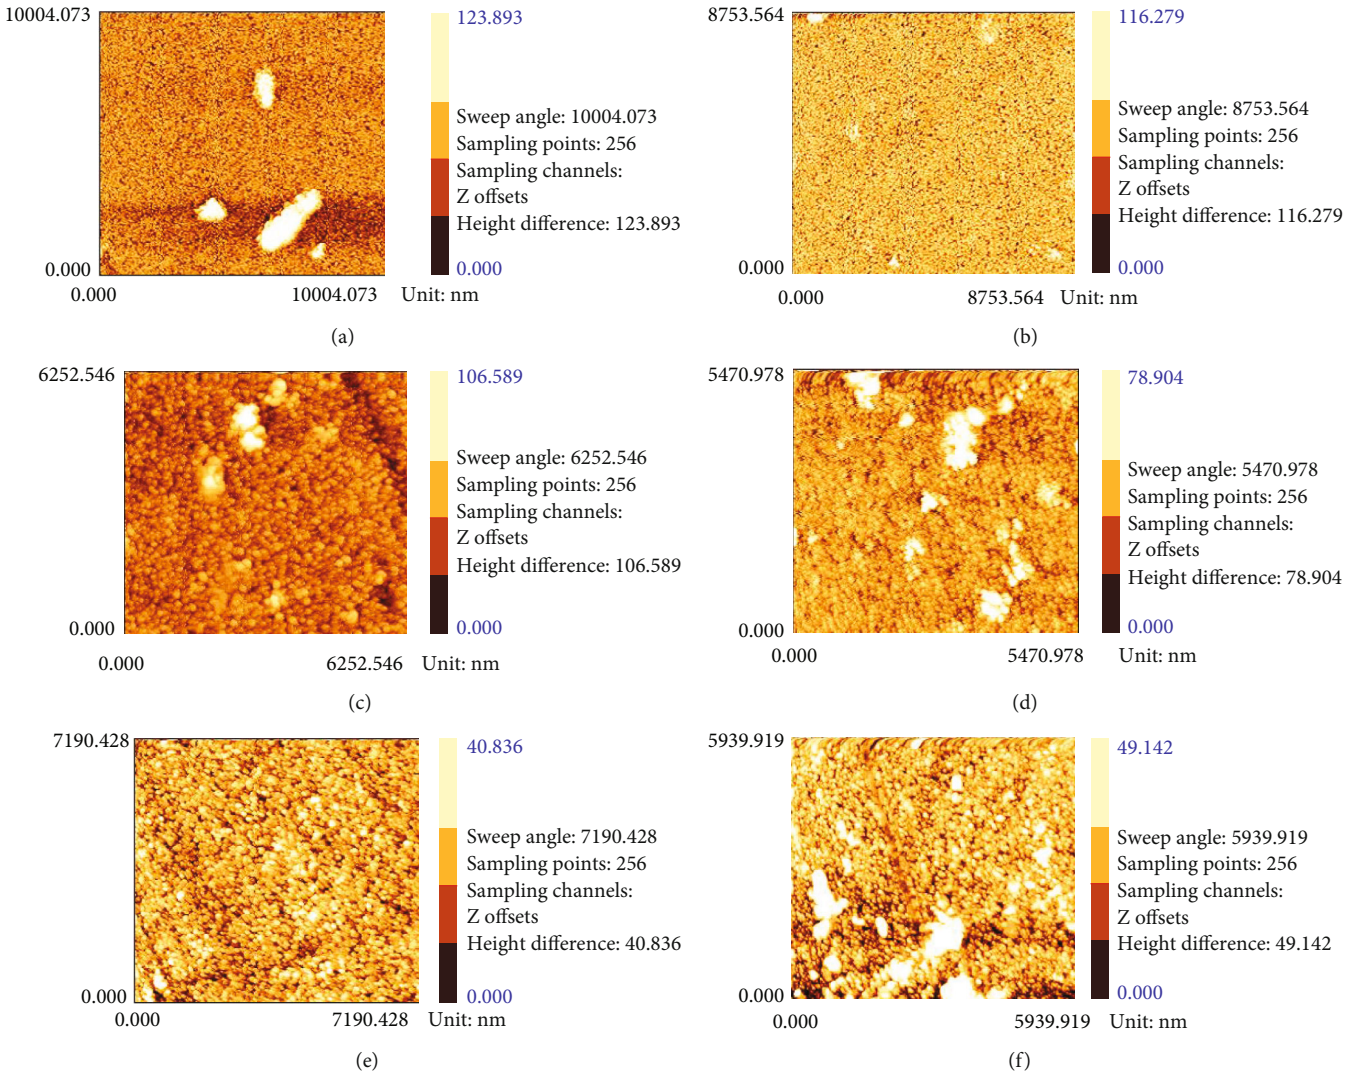 10004.073
123.893
Sweep angle: 10004.073
Sampling points: 256
Sampling channels:
Z offsets
Height difference: 123.893
0.000
0.000
0.000
10004.073
Unit: nm
(a)
8753.564
116.279
Sweep angle: 8753.564
Sampling points: 256
Sampling channels:
Z offsets
Height difference: 116.279
0.000
0.000
0.000
8753.564
Unit: nm
(b)
6252.546
106.589
Sweep angle: 6252.546
Sampling points: 256
Sampling channels:
Z offsets
Height difference: 106.589
0.000
0.000
0.000
6252.546
Unit: nm
(c)
5470.978
78.904
Sweep angle: 5470.978
Sampling points: 256
Sampling channels:
Z offsets
Height difference: 78.904
0.000
0.000
0.000
5470.978
Unit: nm
(d)
7190.428
40.836
Sweep angle: 7190.428
Sampling points: 256
Sampling channels:
Z offsets
Height difference: 40.836
0.000
0.000
0.000
7190.428
Unit: nm
(e)
5939.919
49.142
Sweep angle: 5939.919
Sampling points: 256
Sampling channels:
Z offsets
Height difference: 49.142
0.000
0.000
0.000
5939.919
Unit: nm
(f)